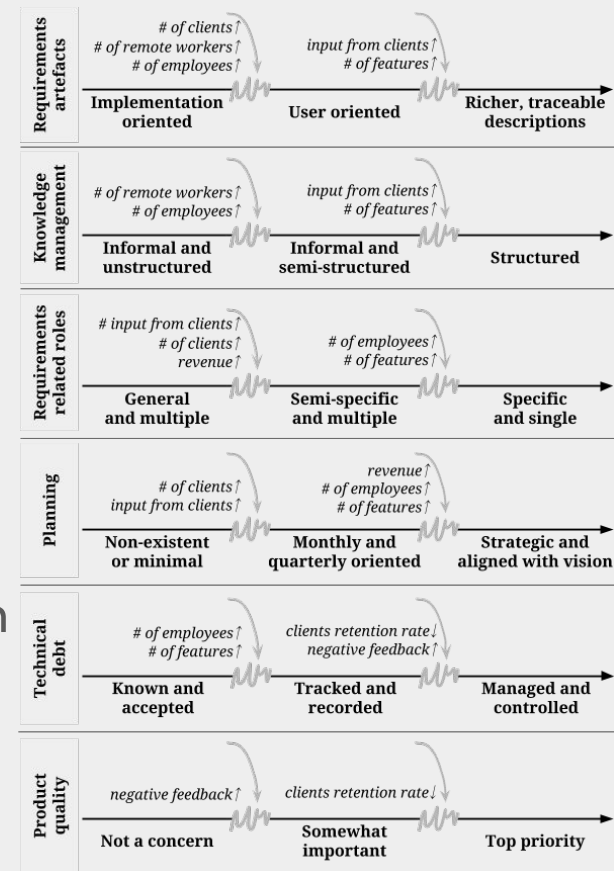 Requirements
artefacts
# of clients↑
# of remote workers↑
# of employees↑
input from clients↑
# of features↑
Implementation
oriented
User oriented
Richer, traceable
descriptions
Knowledge
management
# of remote workers↑
# of employees↑
input from clients↑
# of features↑
Informal and
unstructured
Informal and
semi-structured
Structured
Requirements
related roles
# input from clients↑
# of clients↑
revenue↑
# of employees↑
# of features↑
General
and multiple
Semi-specific
and multiple
Specific
and single
Planning
# of clients↑
input from clients↑
revenue↑
# of employees↑
# of features↑
Non-existent
or minimal
Monthly and
quarterly oriented
Strategic and
aligned with vision
Technical
debt
# of employees↑
# of features↑
clients retention rate↓
negative feedback↑
Known and
accepted
Tracked and
recorded
Managed and
controlled
Product
quality
negative feedback↑
clients retention rate↓
Not a concern
Somewhat
important
Top priority